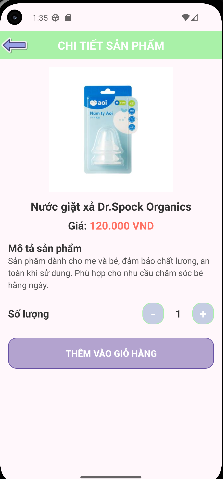 1:35
CHI TIẾT SẢN PHẨM
aoi
Nước giặt xả Dr.Spock Organics
Giá: 120.000 VND
Mô tả sản phẩm
Sản phẩm dành cho mẹ và bé, đảm bảo chất lượng, an
toàn khi sử dụng. Phù hợp cho nhu cầu chăm sóc bé
hàng ngày.
Số lượng - 1 +
THÊM VÀO GIỎ HÀNG